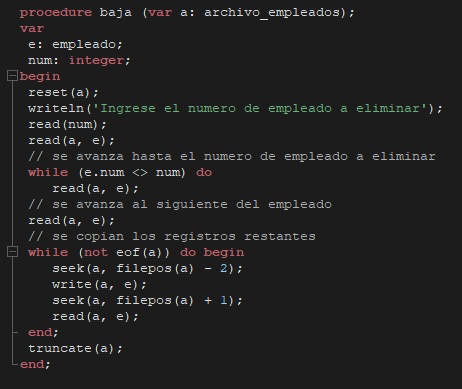 procedure baja (var a: archivo_empleados);
var
e: empleado;
num: integer;
begin
reset(a);
writeln('Ingrese el numero de empleado a eliminar');
read(num);
read(a, e);
// se avanza hasta el numero de empleado a eliminar
while (e.num <> num) do
read(a, e);
// se avanza al siguiente del empleado
read(a, e);
// se copian los registros restantes
while (not eof(a)) do begin
seek(a, filepos(a) - 2);
write(a, e);
seek(a, filepos(a) + 1);
read(a, e);
end;
truncate(a);
end;